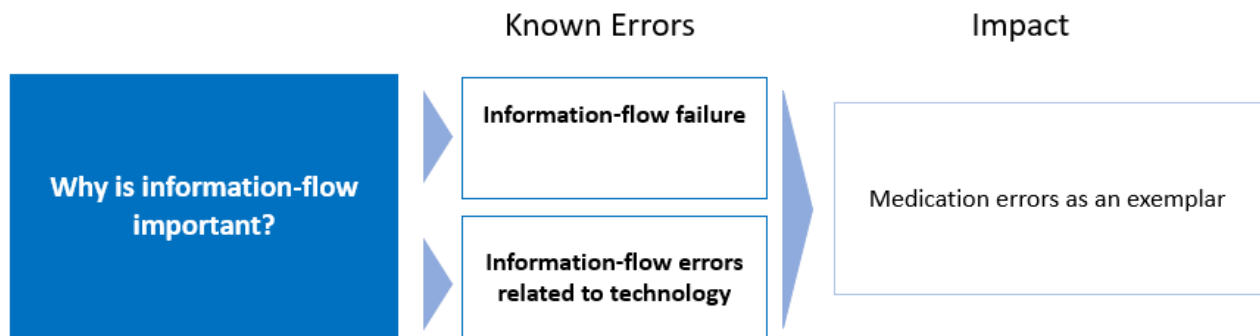 Known Errors
Impact
Why is information-flow
important?
Information-flow failure
Information-flow errors
related to technology
Medication errors as an exemplar